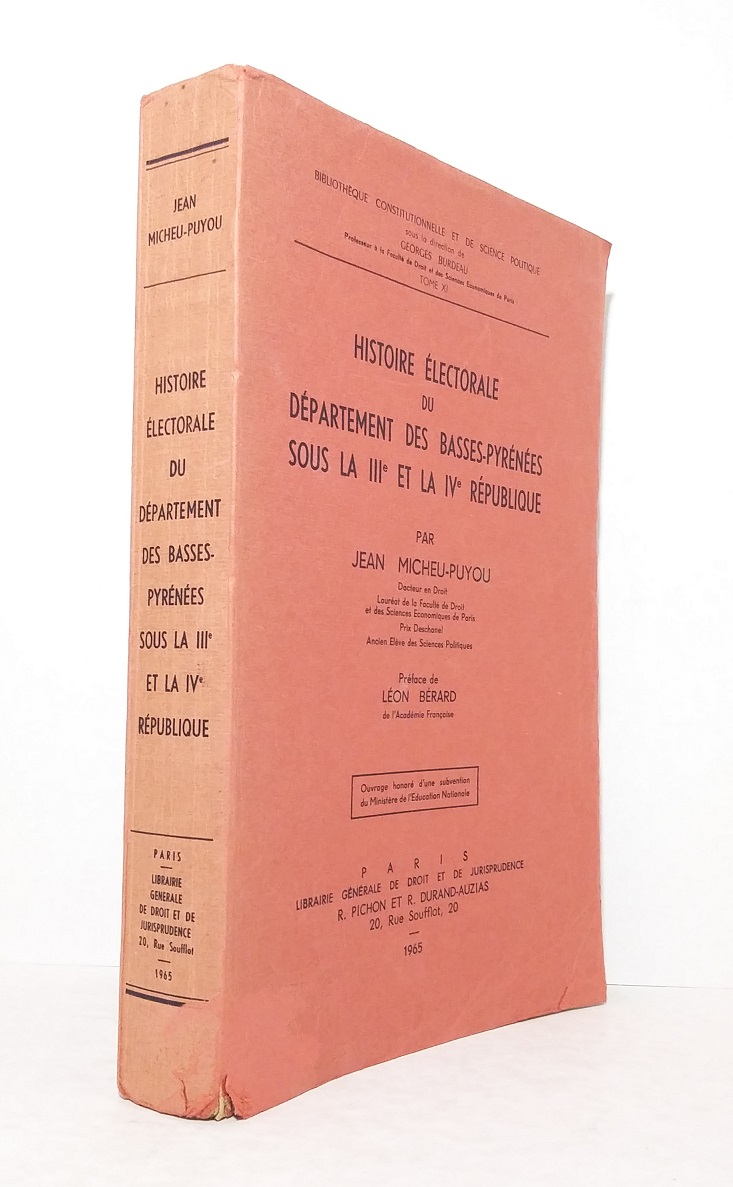 JEAN
MICHEU-PUYOU
HISTOIRE
ÉLECTORALE
DU
DÉPARTEMENT
DES BASSES-
PYRÉNÉES
SOUS LA IIIe
ET LA IVe
RÉPUBLIQUE
PARIS
LIBRAIRIE
GENERALE
DE DROIT ET DE
JURISPRUDENCE
20, Rue Soufflot
1965
BIBLIOTHÈQUE CONSTITUTIONNELLE ET DE SCIENCE POLITIQUE
sous la direction de
GEORGES BURDEAU
Professeur à la Faculté de Droit et des Sciences Economiques de Paris
TOME XI
HISTOIRE ÉLECTORALE
DU
DÉPARTEMENT DES BASSES-PYRÉNÉES
SOUS LA IIIe ET LA IVe RÉPUBLIQUE
PAR
JEAN MICHEU-PUYOU
Docteur en Droit
Lauréat de la Faculté de Droit
et des Sciences Economiques de Paris
Prix Deschanel
Ancien Elève des Sciences Politiques
Préface de
LÉON BÉRARD
de l'Académie Française
Ouvrage honoré d'une subvention
du Ministère de l'Education Nationale
PARIS
LIBRAIRIE GÉNÉRALE DE DROIT ET DE JURISPRUDENCE
R. PICHON ET R. DURAND-AUZIAS
20, Rue Soufflot, 20
1965